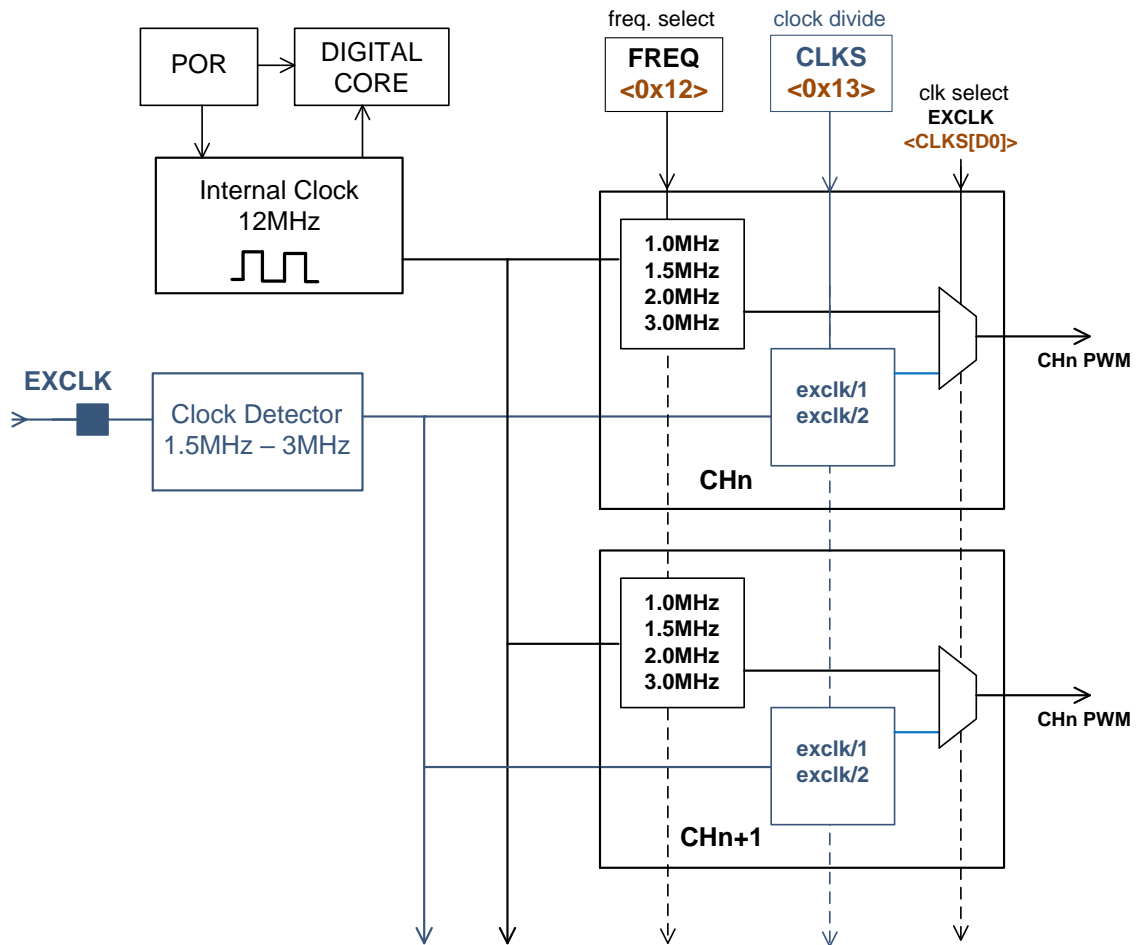 freq. select
clock divide
POR
DIGITAL
CORE
FREQ
<0x12>
CLKS
<0x13>
clk select
EXCLK
<CLKS[D0]>
Internal Clock
12MHz
1.0MHz
1.5MHz
2.0MHz
3.0MHz
CHn PWM
EXCLK
Clock Detector
1.5MHz – 3MHz
exclk/1
exclk/2
CHn
1.0MHz
1.5MHz
2.0MHz
3.0MHz
CHn PWM
exclk/1
exclk/2
CHn+1